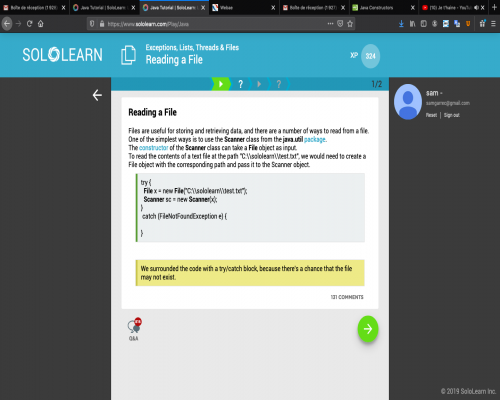 Boîte de réception (1 921)
Java Tutorial | SoloLearn
Java Tutorial | SoloLearn:
Webae
Boîte de réception (1 921)
Java Constructors
(10) Je t'haine - YouTu
https://www.sololearn.com/Play/Java
SOLOLEARN
Exceptions, Lists, Threads & Files
Reading a File
XP 324
1/2
sam -
Reset | Sign out
Reading a File
Files are useful for storing and retrieving data, and there are a number of ways to read from a file.
One of the simplest ways is to use the Scanner class from the java.util package.
The constructor of the Scanner class can take a File object as input.
To read the contents of a text file at the path "C:\\sololearn\\test.txt", we would need to create a
File object with the corresponding path and pass it to the Scanner object.
try {
File x = new File("C:\\sololearn\\test.txt");
Scanner sc = new Scanner(x);
}
catch (FileNotFoundException e) {
}
We surrounded the code with a try/catch block, because there's a chance that the file
may not exist.
131 COMMENTS
Q&A
© 2019 SoloLearn Inc.